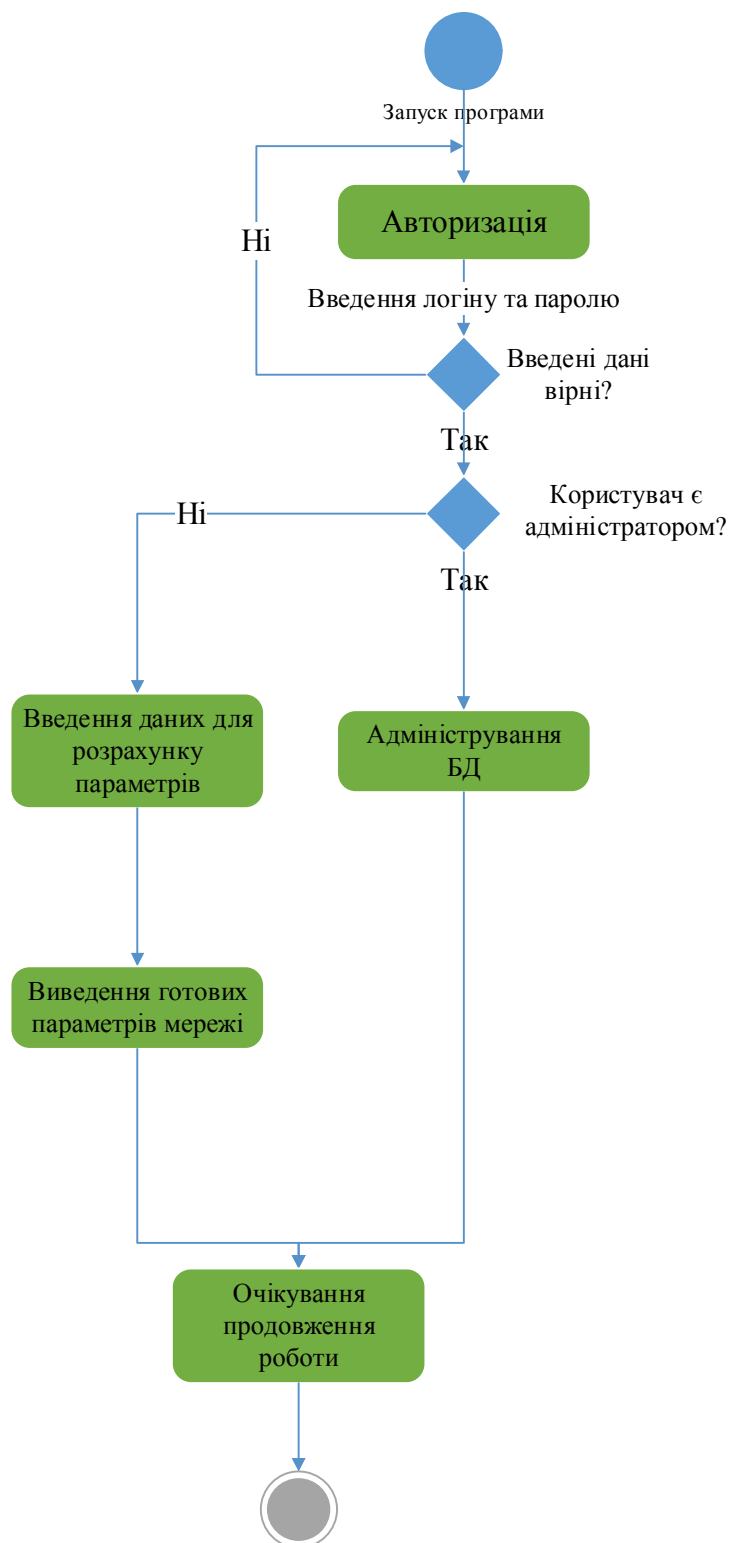 Запуск програми
Ні
Авторизація
Введення логіну та паролю
Введені дані
вірні?
Так
Ні
Користувач є
адміністратором?
Так
Введення даних для
розрахунку
параметрів
Адміністрування
БД
Виведення готових
параметрів мережі
Очікування
продовження
роботи